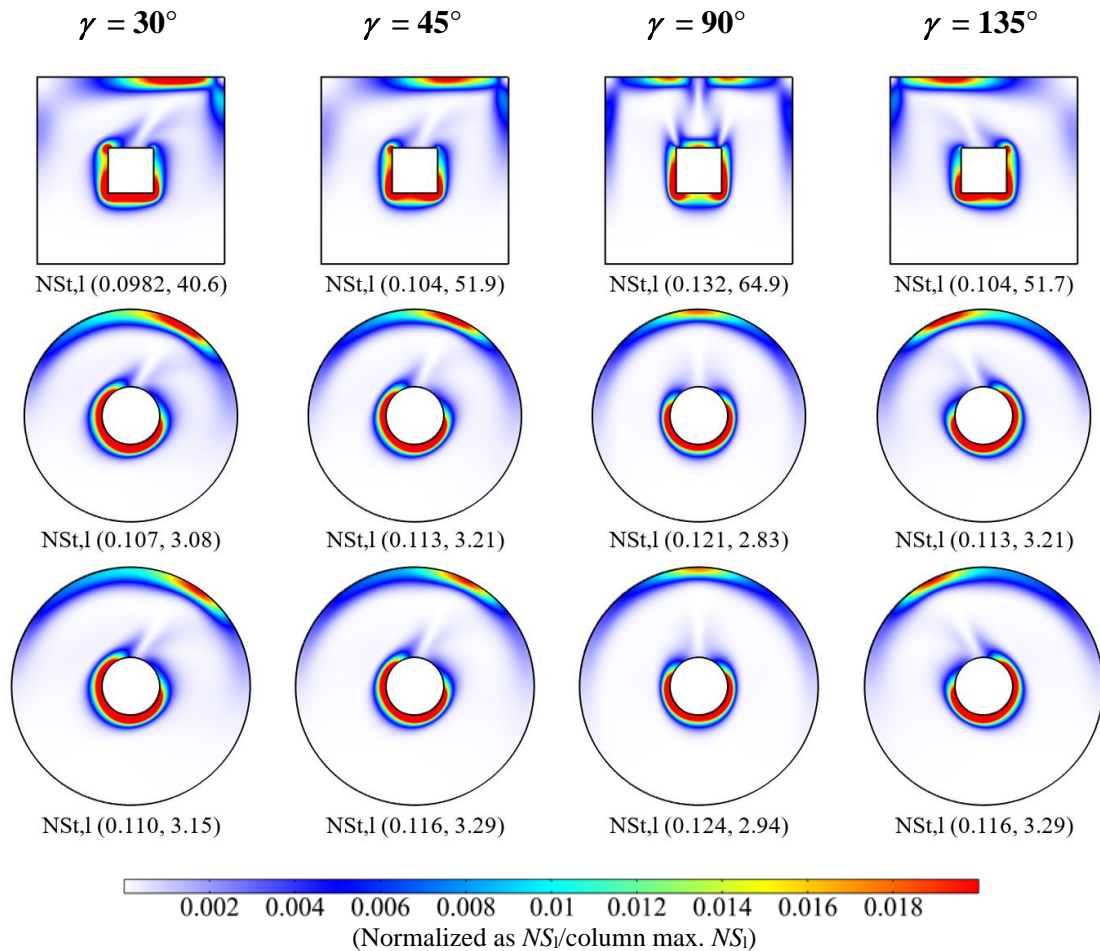 γ = 30° γ = 45° γ = 90° γ = 135°
NSt,l (0.0982, 40.6) NSt,l (0.104, 51.9) NSt,l (0.132, 64.9) NSt,l (0.104, 51.7)
NSt,l (0.107, 3.08) NSt,l (0.113, 3.21) NSt,l (0.121, 2.83) NSt,l (0.113, 3.21)
NSt,l (0.110, 3.15) NSt,l (0.116, 3.29) NSt,l (0.124, 2.94) NSt,l (0.116, 3.29)
0.002 0.004 0.006 0.008 0.01 0.012 0.014 0.016 0.018
(Normalized as NSl/column max. NSl)